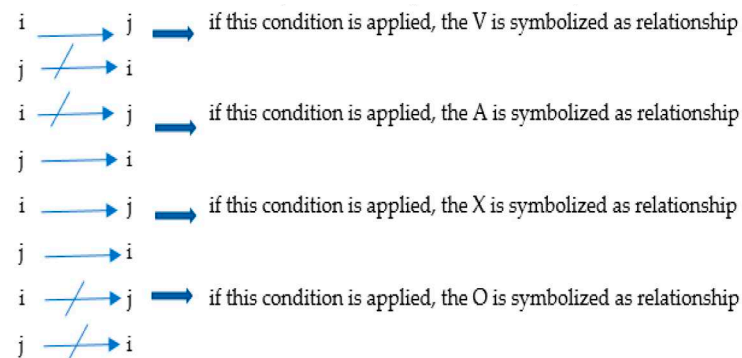 i j if this condition is applied, the V is symbolized as relationship
j i
i j if this condition is applied, the A is symbolized as relationship
j i
i j if this condition is applied, the X is symbolized as relationship
j i
i j if this condition is applied, the O is symbolized as relationship
j i